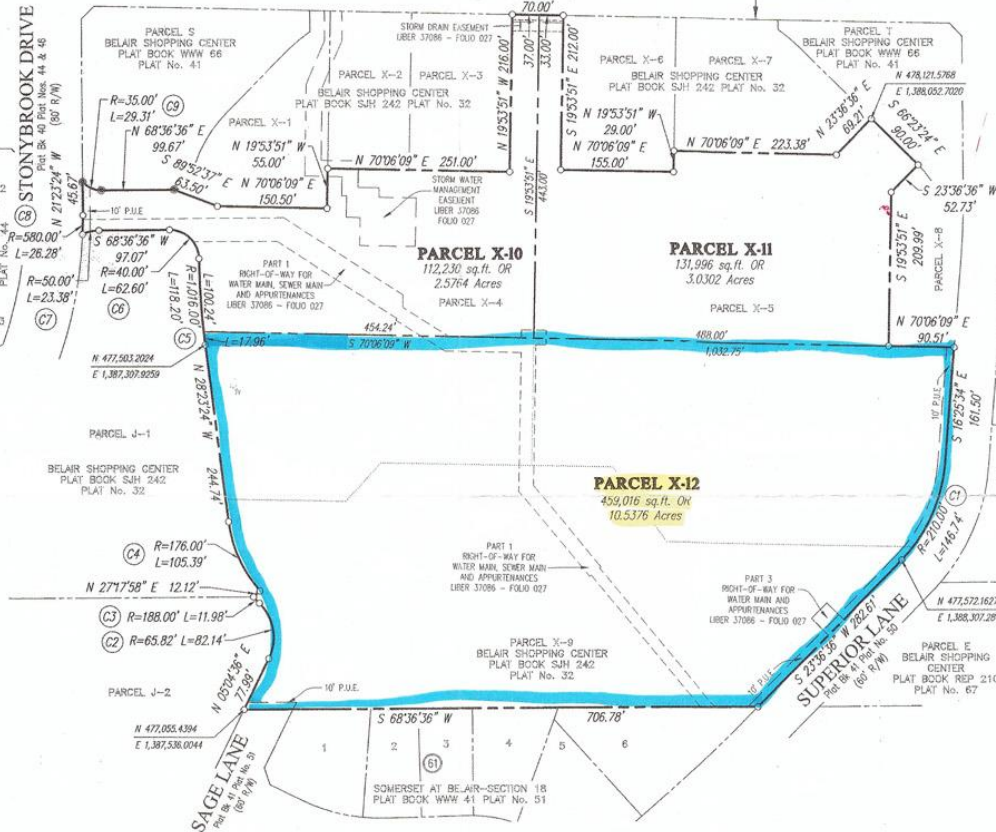 STONYBROOK DRIVE
Plat Bk 40 Plat Nos. 44 & 46
(80' R/W)
PARCEL S
BELAIR SHOPPING CENTER
PLAT BOOK WWW 66
PLAT No. 41
STORM DRAIN EASEMENT
LIBER 37086 - FOLIO 027
70.00'
N 19°53'51" W 216.00'
37.00'
33.00'
S 19°53'51" E 212.00'
PARCEL T
BELAIR SHOPPING CENTER
PLAT BOOK WWW 66
PLAT No. 41
PARCEL X-2
PARCEL X-3
BELAIR SHOPPING CENTER
PLAT BOOK SJH 242 PLAT No. 32
PARCEL X-6
PARCEL X-7
BELAIR SHOPPING CENTER
PLAT BOOK SJH 242 PLAT No. 32
N 478,121.5768
E 1,388,052.7020
R=35.00'
L=29.31'
C9
N 68°36'36" E
99.67'
PARCEL X-1
S 89°52'37" E
63.50'
N 19°53'51" W
55.00'
N 70°06'09" E
150.50'
N 70°06'09" E 251.00'
N 19°53'51" W
29.00'
N 70°06'09" E
155.00'
N 70°06'09" E 223.38'
N 23°36'36" E
69.21'
S 66°23'24" E
90.00'
S 23°36'36" W
52.73'
N 21°23'24" W
45.67'
10' P.U.E
STORM WATER
MANAGEMENT
EASEMENT
LIBER 37086
FOLIO 027
S 19°53'51" E
443.00'
S 19°53'51" E
209.99'
PARCEL X-8
C8
R=580.00'
L=26.28'
S 68°36'36" W
97.07'
R=40.00'
L=62.60'
C6
R=50.00'
L=23.38'
C7
PARCEL X-10
112,230 sq.ft. OR
2.5764 Acres
PARCEL X-4
PARCEL X-11
131,996 sq.ft. OR
3.0302 Acres
PARCEL X-5
PART 1
RIGHT-OF-WAY FOR
WATER MAIN, SEWER MAIN
AND APPURTENANCES
LIBER 37086 - FOLIO 027
L=100.24'
R=1,016.00'
L=118.20'
C5
L=17.96'
454.24'
S 70°06'09" W
488.00'
1,032.75'
N 70°06'09" E
90.51'
N 477,503.2024
E 1,387,307.9259
N 28°23'24" W
244.74'
10' P.U.E
S 16°25'34" E
161.50'
PARCEL J-1
BELAIR SHOPPING CENTER
PLAT BOOK SJH 242
PLAT No. 32
PARCEL X-12
459,016 sq.ft. OR
10.5376 Acres
C1
R=210.00'
L=146.74'
C4
R=176.00'
L=105.39'
PART 1
RIGHT-OF-WAY FOR
WATER MAIN, SEWER MAIN
AND APPURTENANCES
LIBER 37086 - FOLIO 027
PART 3
RIGHT-OF-WAY FOR
WATER MAIN AND
APPURTENANCES
LIBER 37086 - FOLIO 027
N 27°17'58" E 12.12'
C3
R=188.00' L=11.98'
C2
R=65.82' L=82.14'
N 477,572.1627
E 1,388,307.28
S 23°36'36" W 282.61'
10' P.U.E
SUPERIOR LANE
Plat Bk 41 Plat No. 50
(60' R/W)
PARCEL X-9
BELAIR SHOPPING CENTER
PLAT BOOK SJH 242
PLAT No. 32
PARCEL E
BELAIR SHOPPING
CENTER
PLAT BOOK REP 210
PLAT No. 67
PARCEL J-2
N 05°04'36" E
77.99'
10' P.U.E.
N 477,055.4394
E 1,387,536.0044
S 68°36'36" W
706.78'
SAGE LANE
Plat Bk 41 Plat No. 51
(60' R/W)
1
2
3
4
5
6
61
SOMERSET AT BELAIR-SECTION 18
PLAT BOOK WWW 41 PLAT No. 51